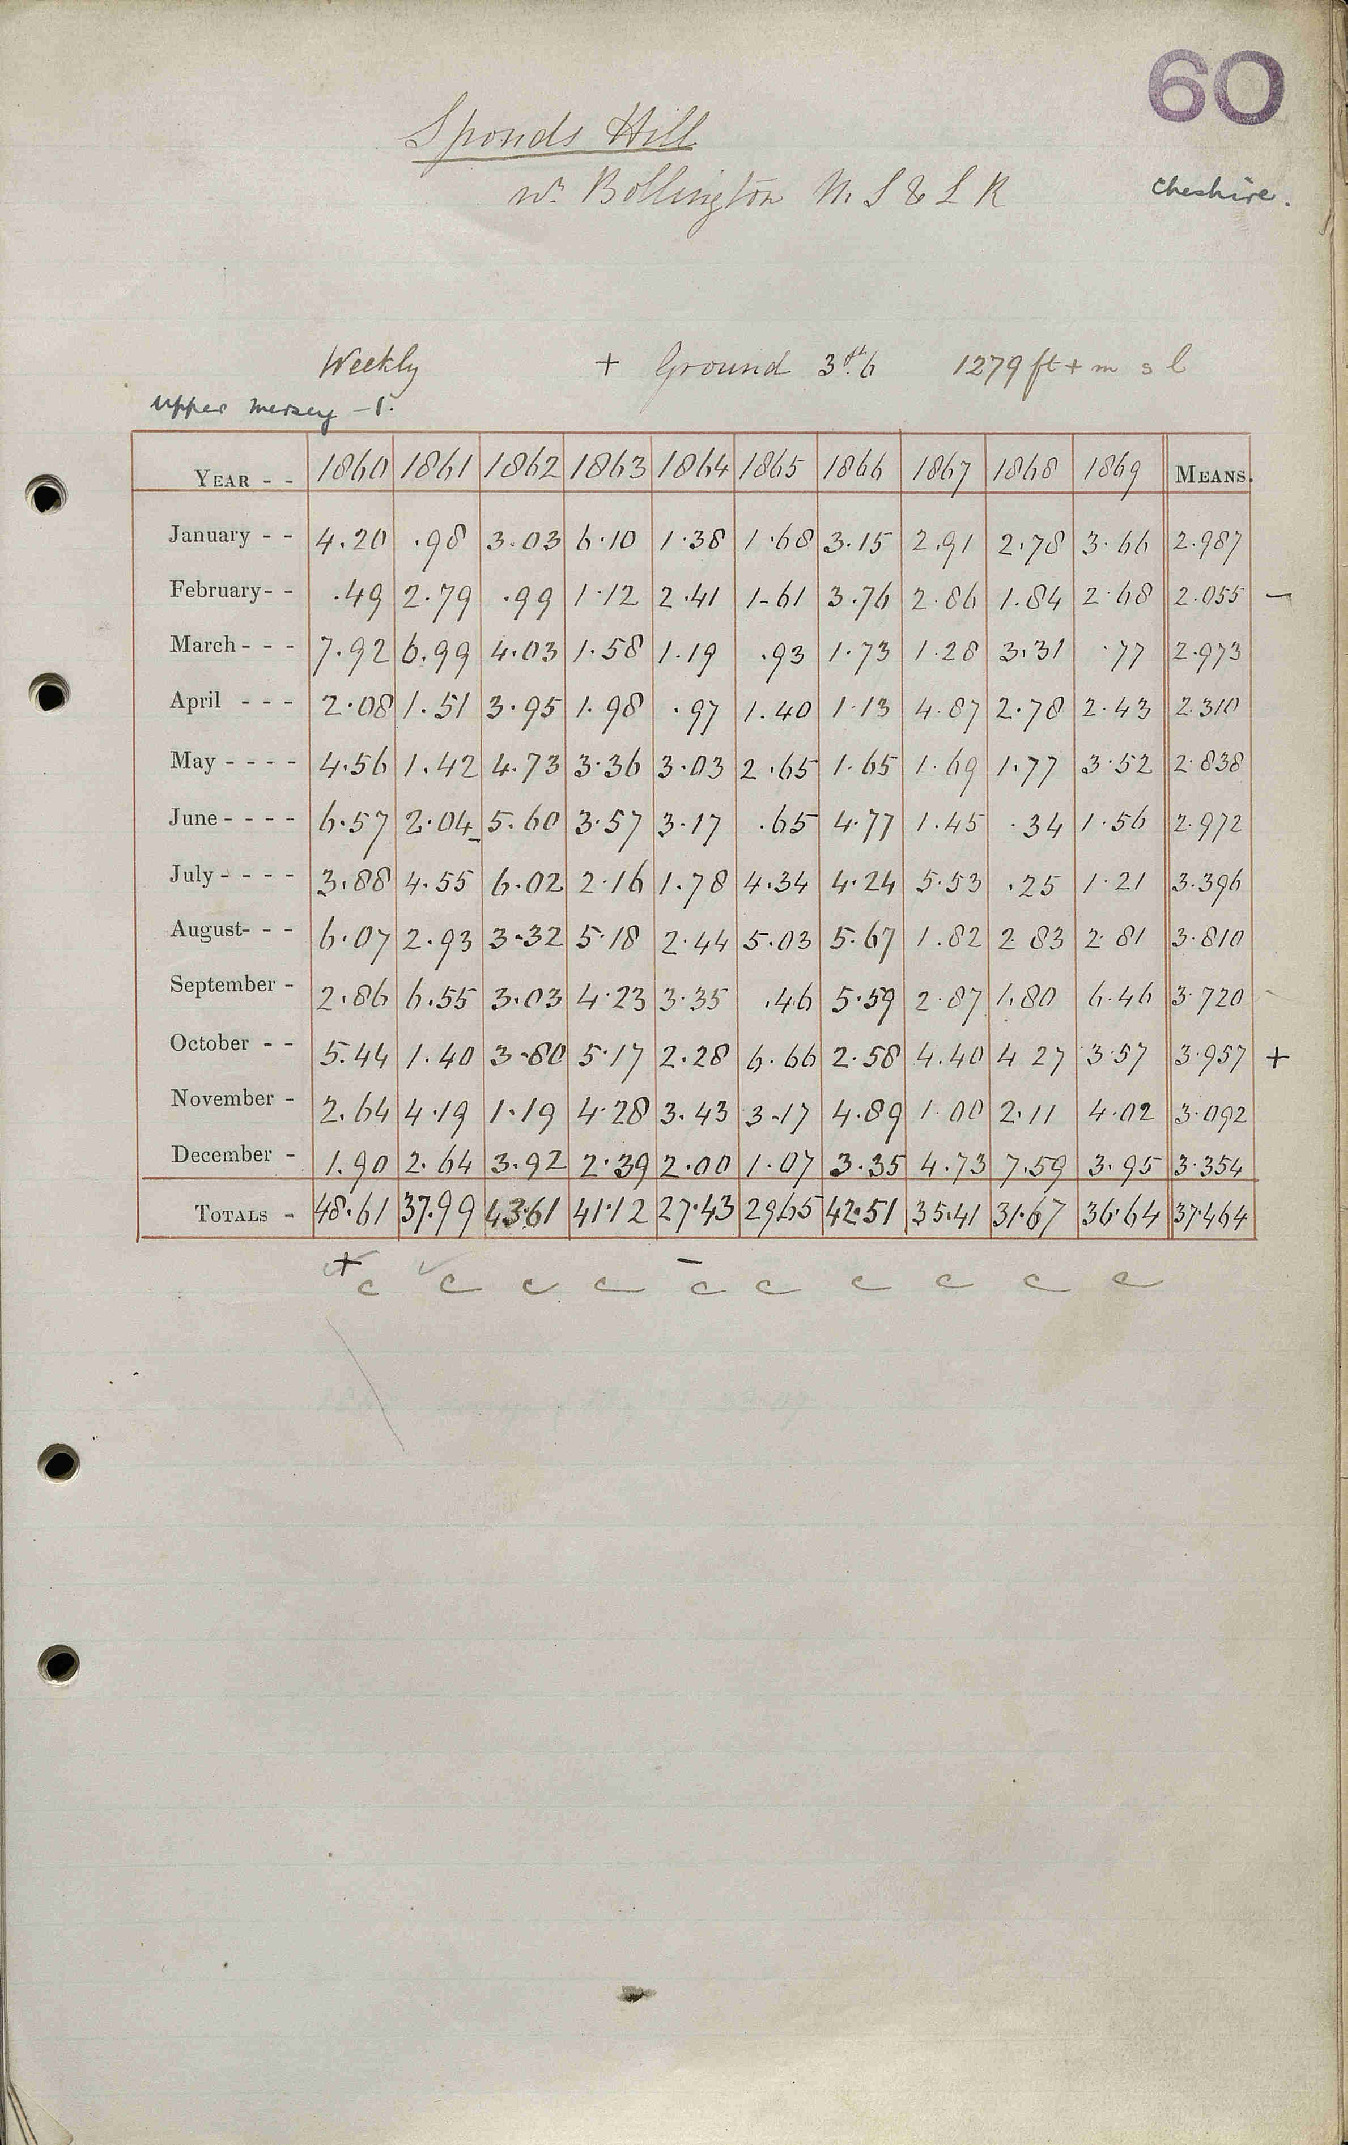 60
Sponds Hill
nr. Bollington M. S & L R
Cheshire.
Weekly + Ground 3ft. 6 1279 ft + m s l
Upper Mersey - 1.
YEAR - - 1860 1861 1862 1863 1864 1865 1866 1867 1868 1869 MEANS.
January - - 4.20 .98 3.03 6.10 1.38 1.68 3.15 2.91 2.78 3.66 2.987
February - - .49 2.79 .99 1.12 2.41 1.61 3.76 2.86 1.84 2.68 2.055 -
March - - - 7.92 6.99 4.03 1.58 1.19 .93 1.73 1.28 3.31 .77 2.973
April - - - 2.08 1.51 3.95 1.98 .97 1.40 1.13 4.87 2.78 2.43 2.310
May - - - - 4.56 1.42 4.73 3.36 3.03 2.65 1.65 1.69 1.77 3.52 2.838
June - - - - 6.57 2.04 5.60 3.57 3.17 .65 4.77 1.45 .34 1.56 2.972
July - - - - 3.88 4.55 6.02 2.16 1.78 4.34 4.24 5.53 .25 1.21 3.396
August - - - 6.07 2.93 3.32 5.18 2.44 5.03 5.67 1.82 2.83 2.81 3.810
September - 2.86 6.55 3.03 4.23 3.35 .46 5.59 2.87 1.80 6.46 3.720
October - - 5.44 1.40 3.80 5.17 2.28 6.66 2.58 4.40 4.27 3.57 3.957 +
November - 2.64 4.19 1.19 4.28 3.43 3.17 4.89 1.00 2.11 4.02 3.092
December - 1.90 2.64 3.92 2.39 2.00 1.07 3.35 4.73 7.59 3.95 3.354
TOTALS - 48.61 37.99 43.61 41.12 27.43 29.65 42.51 35.41 31.67 36.64 37.464
+ -
c c c c c c c c c c